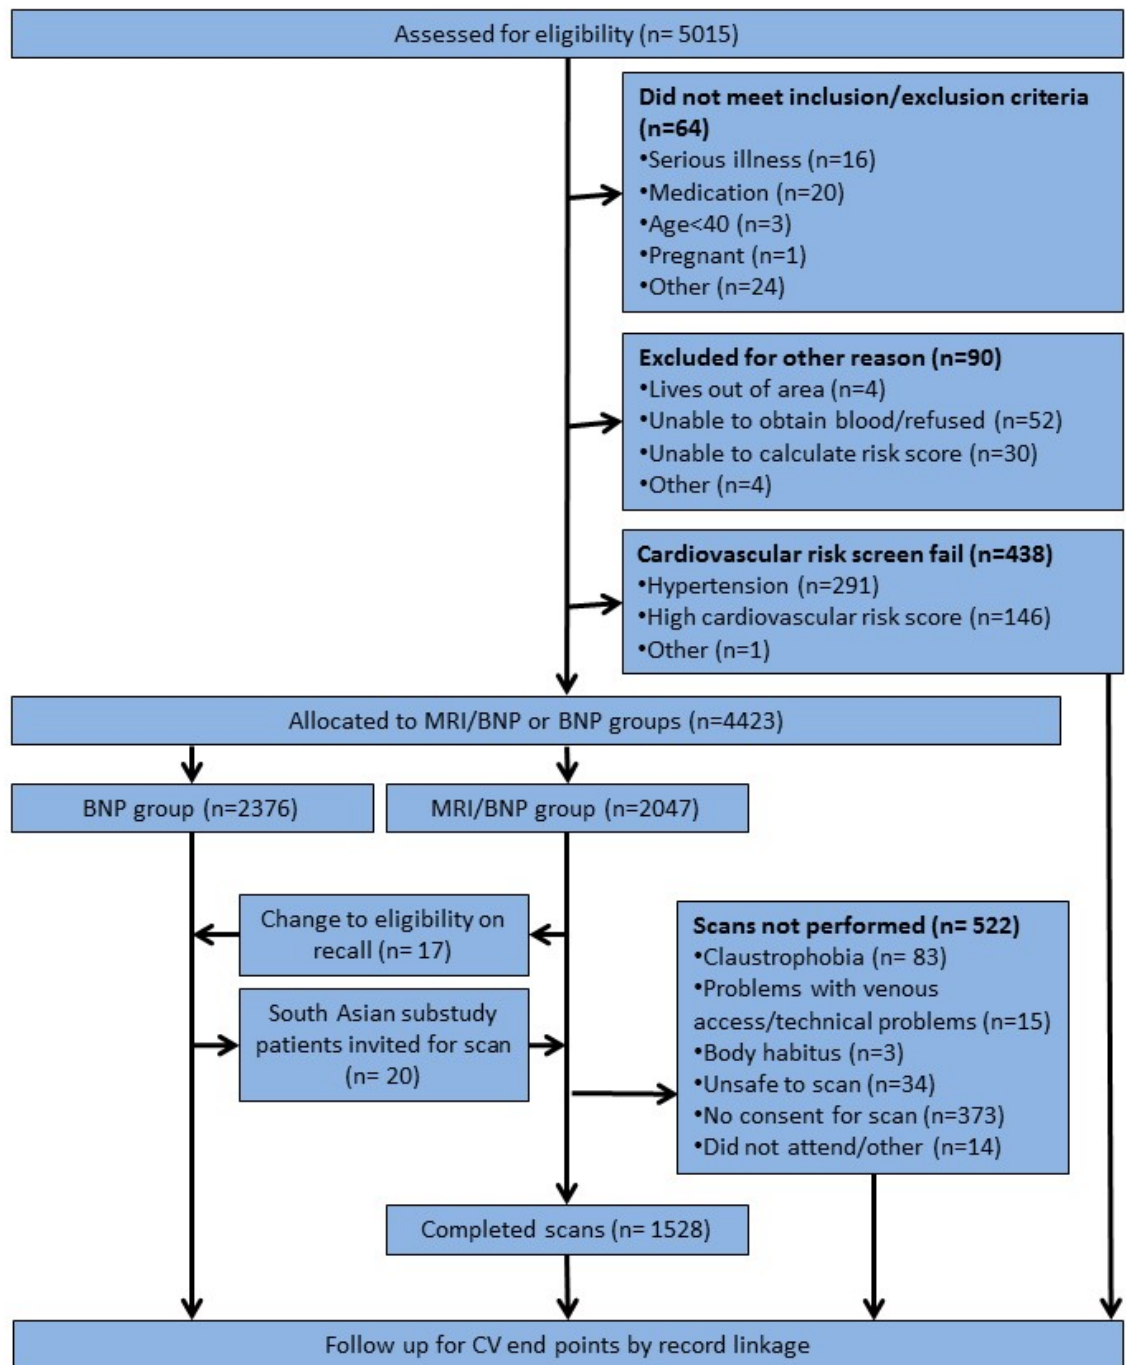 Assessed for eligibility (n= 5015)
Did not meet inclusion/exclusion criteria
(n=64)
•Serious illness (n=16)
•Medication (n=20)
•Age<40 (n=3)
•Pregnant (n=1)
•Other (n=24)
Excluded for other reason (n=90)
•Lives out of area (n=4)
•Unable to obtain blood/refused (n=52)
•Unable to calculate risk score (n=30)
•Other (n=4)
Cardiovascular risk screen fail (n=438)
•Hypertension (n=291)
•High cardiovascular risk score (n=146)
•Other (n=1)
Allocated to MRI/BNP or BNP groups (n=4423)
BNP group (n=2376)
MRI/BNP group (n=2047)
Change to eligibility on
recall (n= 17)
South Asian substudy
patients invited for scan
(n= 20)
Scans not performed (n= 522)
•Claustrophobia (n= 83)
•Problems with venous
access/technical problems (n=15)
•Body habitus (n=3)
•Unsafe to scan (n=34)
•No consent for scan (n=373)
•Did not attend/other (n=14)
Completed scans (n= 1528)
Follow up for CV end points by record linkage